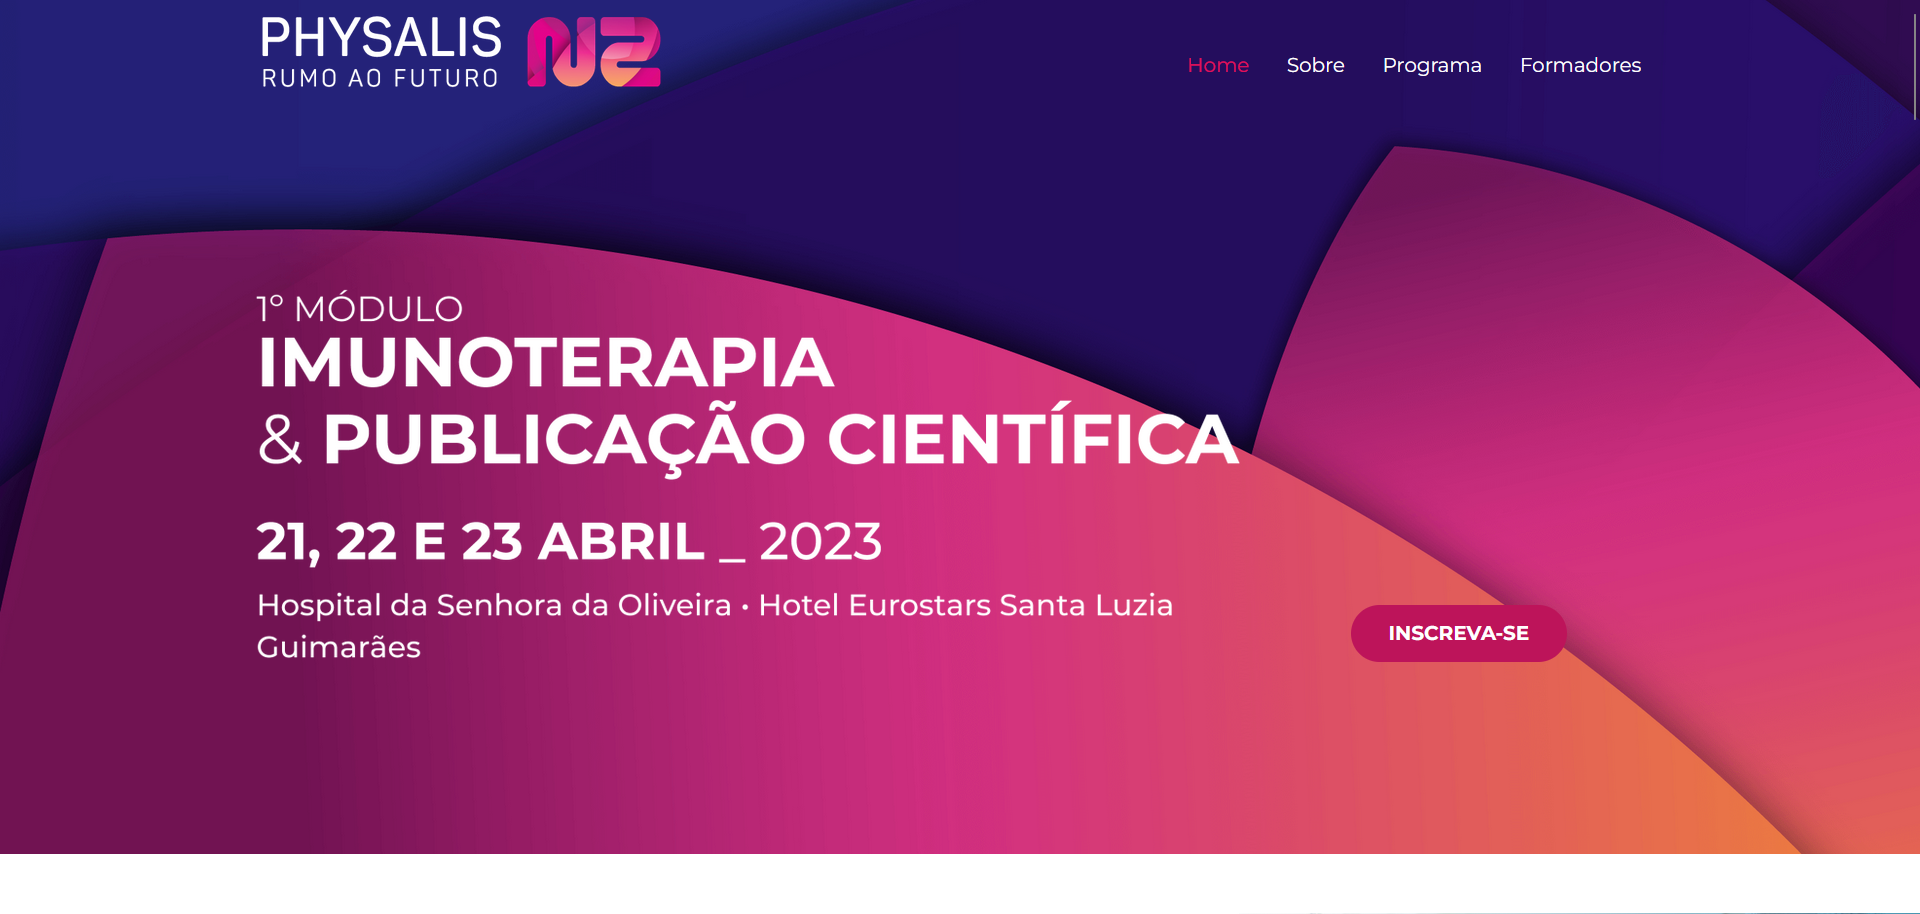 PHYSALIS
RUMO AO FUTURO
N2
Home Sobre Programa Formadores
1º MÓDULO
IMUNOTERAPIA
& PUBLICAÇÃO CIENTÍFICA
21, 22 E 23 ABRIL _ 2023
Hospital da Senhora da Oliveira • Hotel Eurostars Santa Luzia
Guimarães
INSCREVA-SE